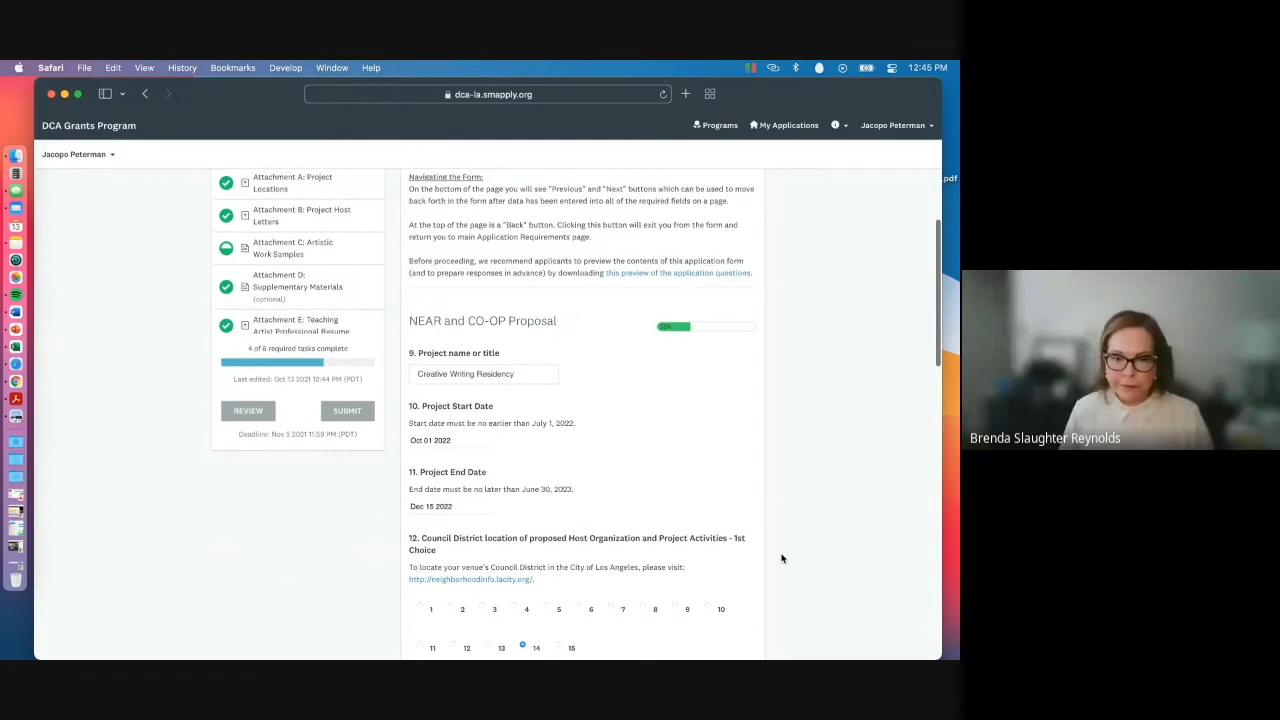 Safari File Edit View History Bookmarks Develop Window Help 12:45 PM
dca-la.smapply.org
DCA Grants Program
Programs My Applications Jacopo Peterman
Jacopo Peterman
.pdf
Attachment A: Project
Locations
Attachment B: Project Host
Letters
Attachment C: Artistic
Work Samples
Attachment D:
Supplementary Materials
(optional)
Attachment E: Teaching
Artist Professional Resume
4 of 6 required tasks complete
Last edited: Oct 13 2021 12:44 PM (PDT)
REVIEW SUBMIT
Deadline: Nov 5 2021 11:59 PM (PDT)
Navigating the Form:
On the bottom of the page you will see "Previous" and "Next" buttons which can be used to move
back forth in the form after data has been entered into all of the required fields on a page.
At the top of the page is a "Back" button. Clicking this button will exit you from the form and
return you to main Application Requirements page.
Before proceeding, we recommend applicants to preview the contents of this application form
(and to prepare responses in advance) by downloading this preview of the application questions.
NEAR and CO-OP Proposal
9. Project name or title
Creative Writing Residency
10. Project Start Date
Start date must be no earlier than July 1, 2022.
Oct 01 2022
11. Project End Date
End date must be no later than June 30, 2023.
Dec 15 2022
12. Council District location of proposed Host Organization and Project Activities - 1st
Choice
To locate your venue's Council District in the City of Los Angeles, please visit:
http://neighborhoodinfo.lacity.org/.
1 2 3 4 5 6 7 8 9 10
11 12 13 14 15
Brenda Slaughter Reynolds